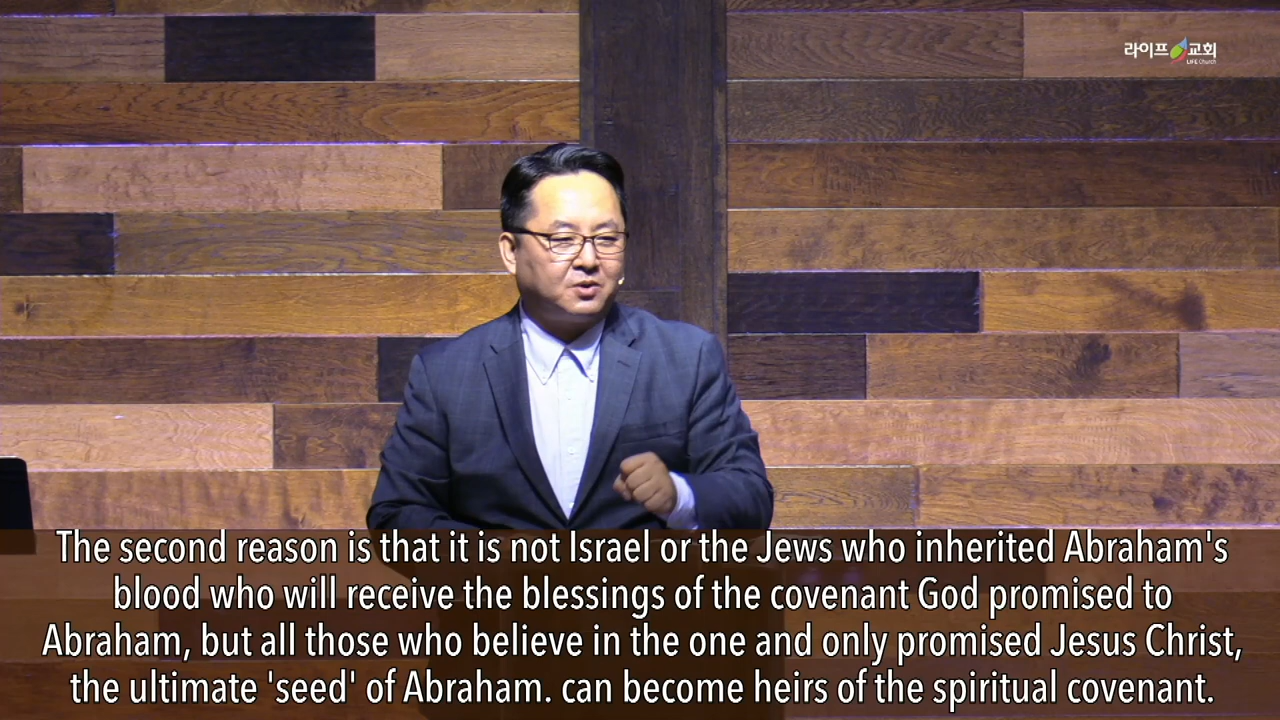 라이프 교회
LIFE Church
The second reason is that it is not Israel or the Jews who inherited Abraham's
blood who will receive the blessings of the covenant God promised to
Abraham, but all those who believe in the one and only promised Jesus Christ,
the ultimate 'seed' of Abraham. can become heirs of the spiritual covenant.